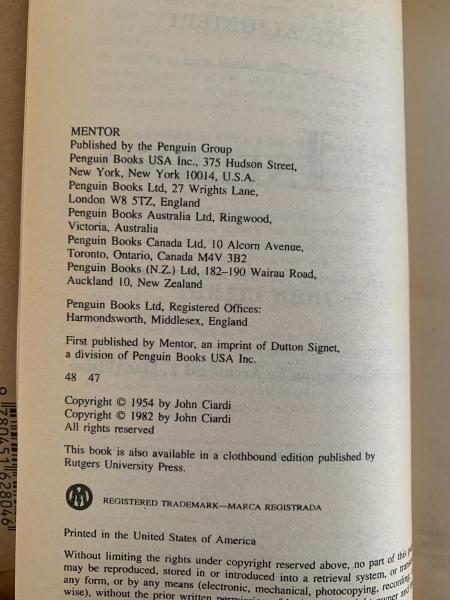 MENTOR
Published by the Penguin Group
Penguin Books USA Inc., 375 Hudson Street,
New York, New York 10014, U.S.A.
Penguin Books Ltd, 27 Wrights Lane,
London W8 5TZ, England
Penguin Books Australia Ltd, Ringwood,
Victoria, Australia
Penguin Books Canada Ltd, 10 Alcorn Avenue,
Toronto, Ontario, Canada M4V 3B2
Penguin Books (N.Z.) Ltd, 182–190 Wairau Road,
Auckland 10, New Zealand
Penguin Books Ltd, Registered Offices:
Harmondsworth, Middlesex, England
First published by Mentor, an imprint of Dutton Signet,
a division of Penguin Books USA Inc.
48 47
Copyright © 1954 by John Ciardi
Copyright © 1982 by John Ciardi
All rights reserved
This book is also available in a clothbound edition published by
Rutgers University Press.
REGISTERED TRADEMARK—MARCA REGISTRADA
Printed in the United States of America
Without limiting the rights under copyright reserved above, no part of this
may be reproduced, stored in or introduced into a retrieval system, or
any form, or by any means (electronic, mechanical, photocopying, recording
wise), without the prior written
9 780451 628046